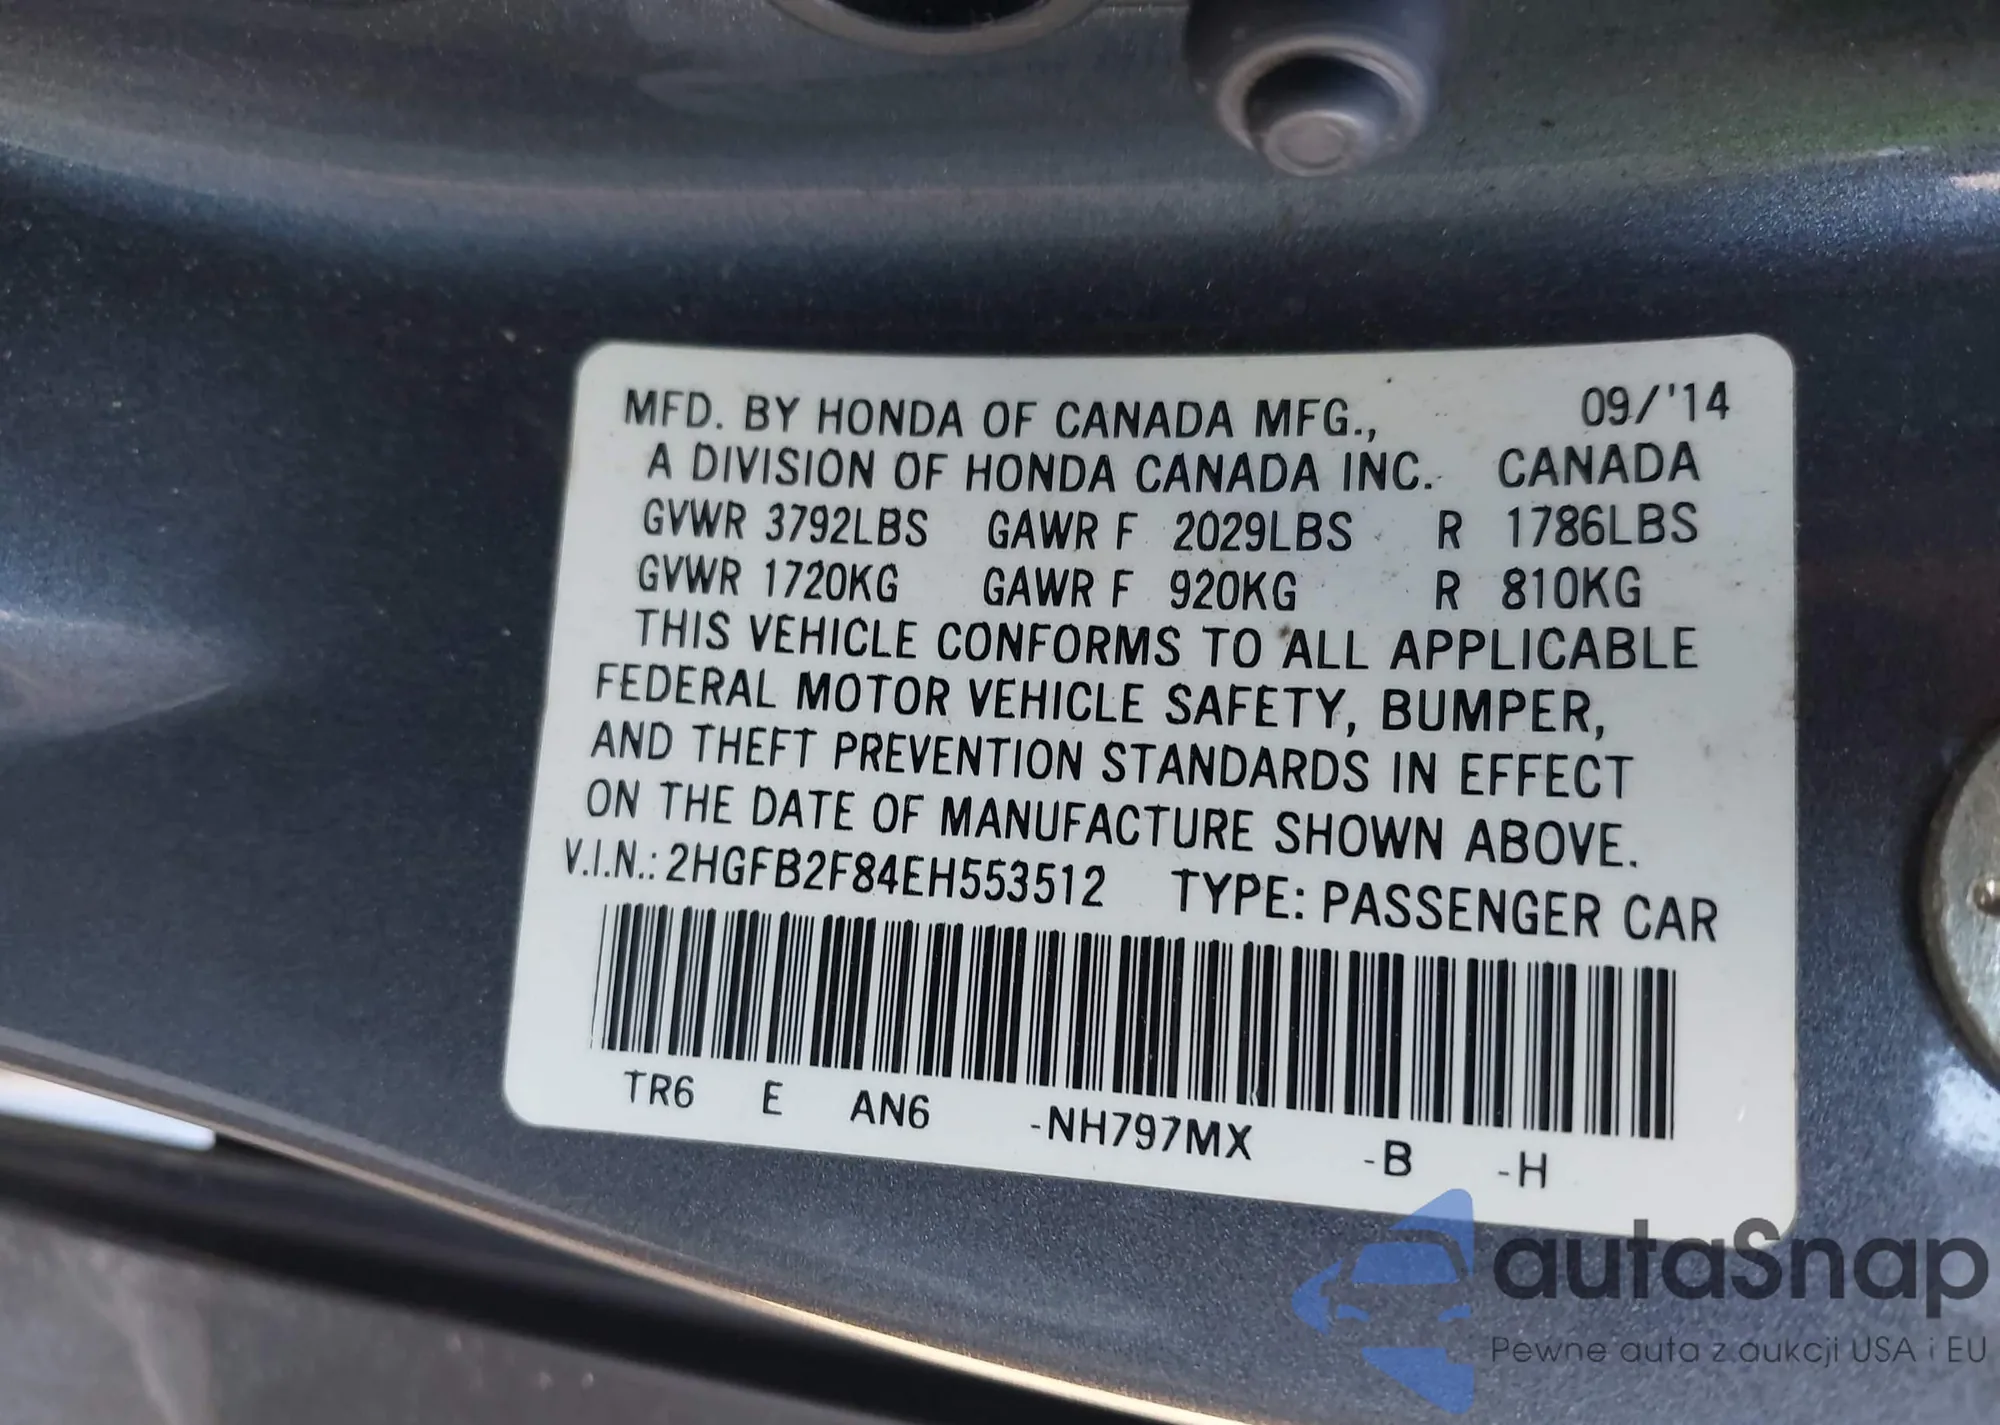 MFD. BY HONDA OF CANADA MFG., 09/'14
A DIVISION OF HONDA CANADA INC. CANADA
GVWR 3792LBS GAWR F 2029LBS R 1786LBS
GVWR 1720KG GAWR F 920KG R 810KG
THIS VEHICLE CONFORMS TO ALL APPLICABLE
FEDERAL MOTOR VEHICLE SAFETY, BUMPER,
AND THEFT PREVENTION STANDARDS IN EFFECT
ON THE DATE OF MANUFACTURE SHOWN ABOVE.
V.I.N.: 2HGFB2F84EH553512 TYPE: PASSENGER CAR
TR6 E AN6 -NH797MX -B -H
autaSnap
Pewne auta z aukcji USA i EU